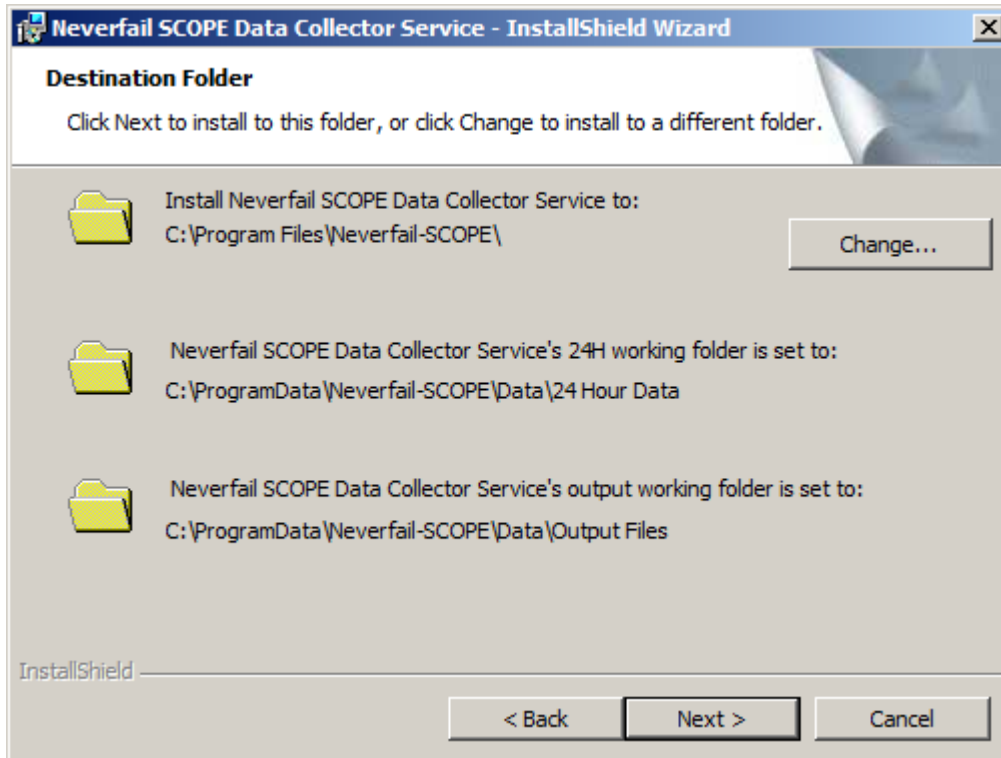 Neverfail SCOPE Data Collector Service - InstallShield Wizard
Destination Folder
Click Next to install to this folder, or click Change to install to a different folder.
Install Neverfail SCOPE Data Collector Service to:
C:\Program Files\Neverfail-SCOPE\
Change...
Neverfail SCOPE Data Collector Service's 24H working folder is set to:
C:\ProgramData\Neverfail-SCOPE\Data\24 Hour Data
Neverfail SCOPE Data Collector Service's output working folder is set to:
C:\ProgramData\Neverfail-SCOPE\Data\Output Files
InstallShield
< Back
Next >
Cancel